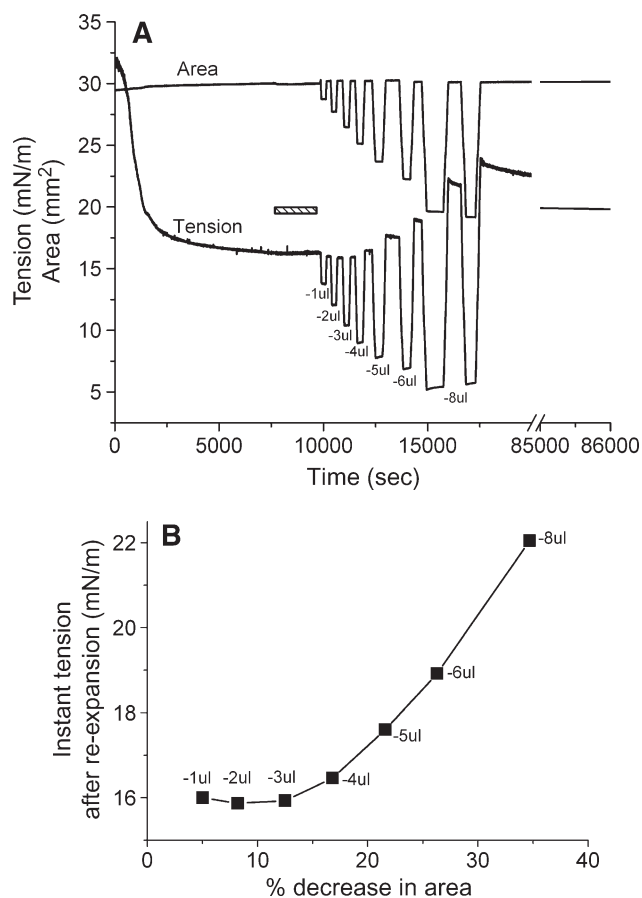 A
35
30
25
20
15
10
5
Tension (mN/m)
Area (mm²)
Area
Tension
-1ul
-2ul
-3ul
-4ul
-5ul
-6ul
-8ul
0 5000 10000 15000 85000 86000
Time (sec)
B
22
20
18
16
Instant tension
after re-expansion (mN/m)
-1ul
-2ul
-3ul
-4ul
-5ul
-6ul
-8ul
0 10 20 30 40
% decrease in area